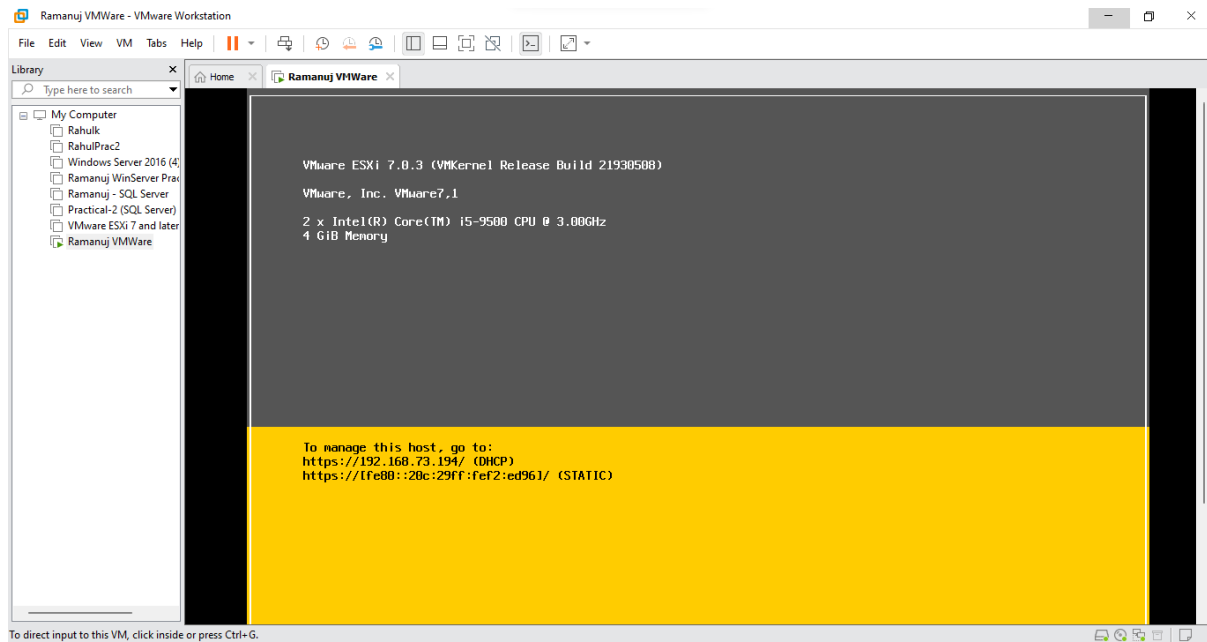 Ramanuj VMWare - VMware Workstation
File Edit View VM Tabs Help
Library
Type here to search
My Computer
Rahulk
RahulPrac2
Windows Server 2016 (4)
Ramanuj WinServer Prac
Ramanuj - SQL Server
Practical-2 (SQL Server)
VMware ESXi 7 and later
Ramanuj VMWare
Home
Ramanuj VMWare
VMware ESXi 7.0.3 (VMKernel Release Build 21930508)
VMware, Inc. VMware7,1
2 x Intel(R) Core(TM) i5-9500 CPU @ 3.00GHz
4 GiB Memory
To manage this host, go to:
https://192.168.73.194/ (DHCP)
https://[fe80::20c:29ff:fef2:ed96]/ (STATIC)
To direct input to this VM, click inside or press Ctrl+G.